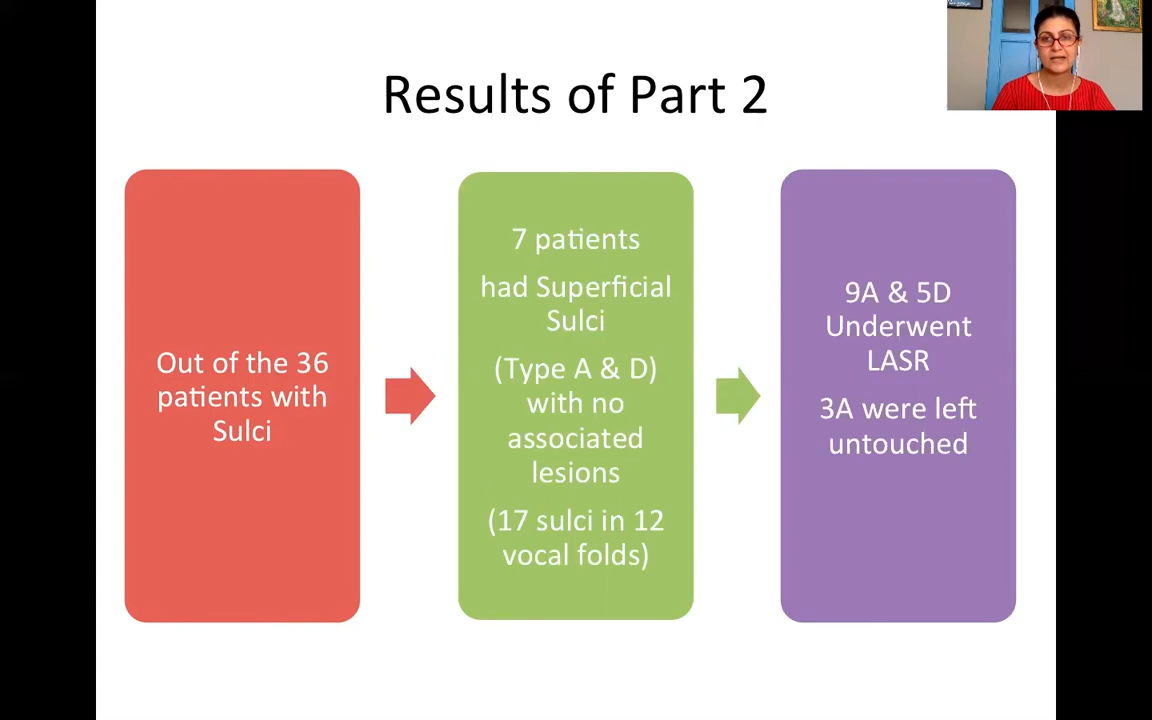 Results of Part 2
Out of the 36
patients with
Sulci
7 patients
had Superficial
Sulci
(Type A & D)
with no
associated
lesions
(17 sulci in 12
vocal folds)
9A & 5D
Underwent
LASR
3A were left
untouched